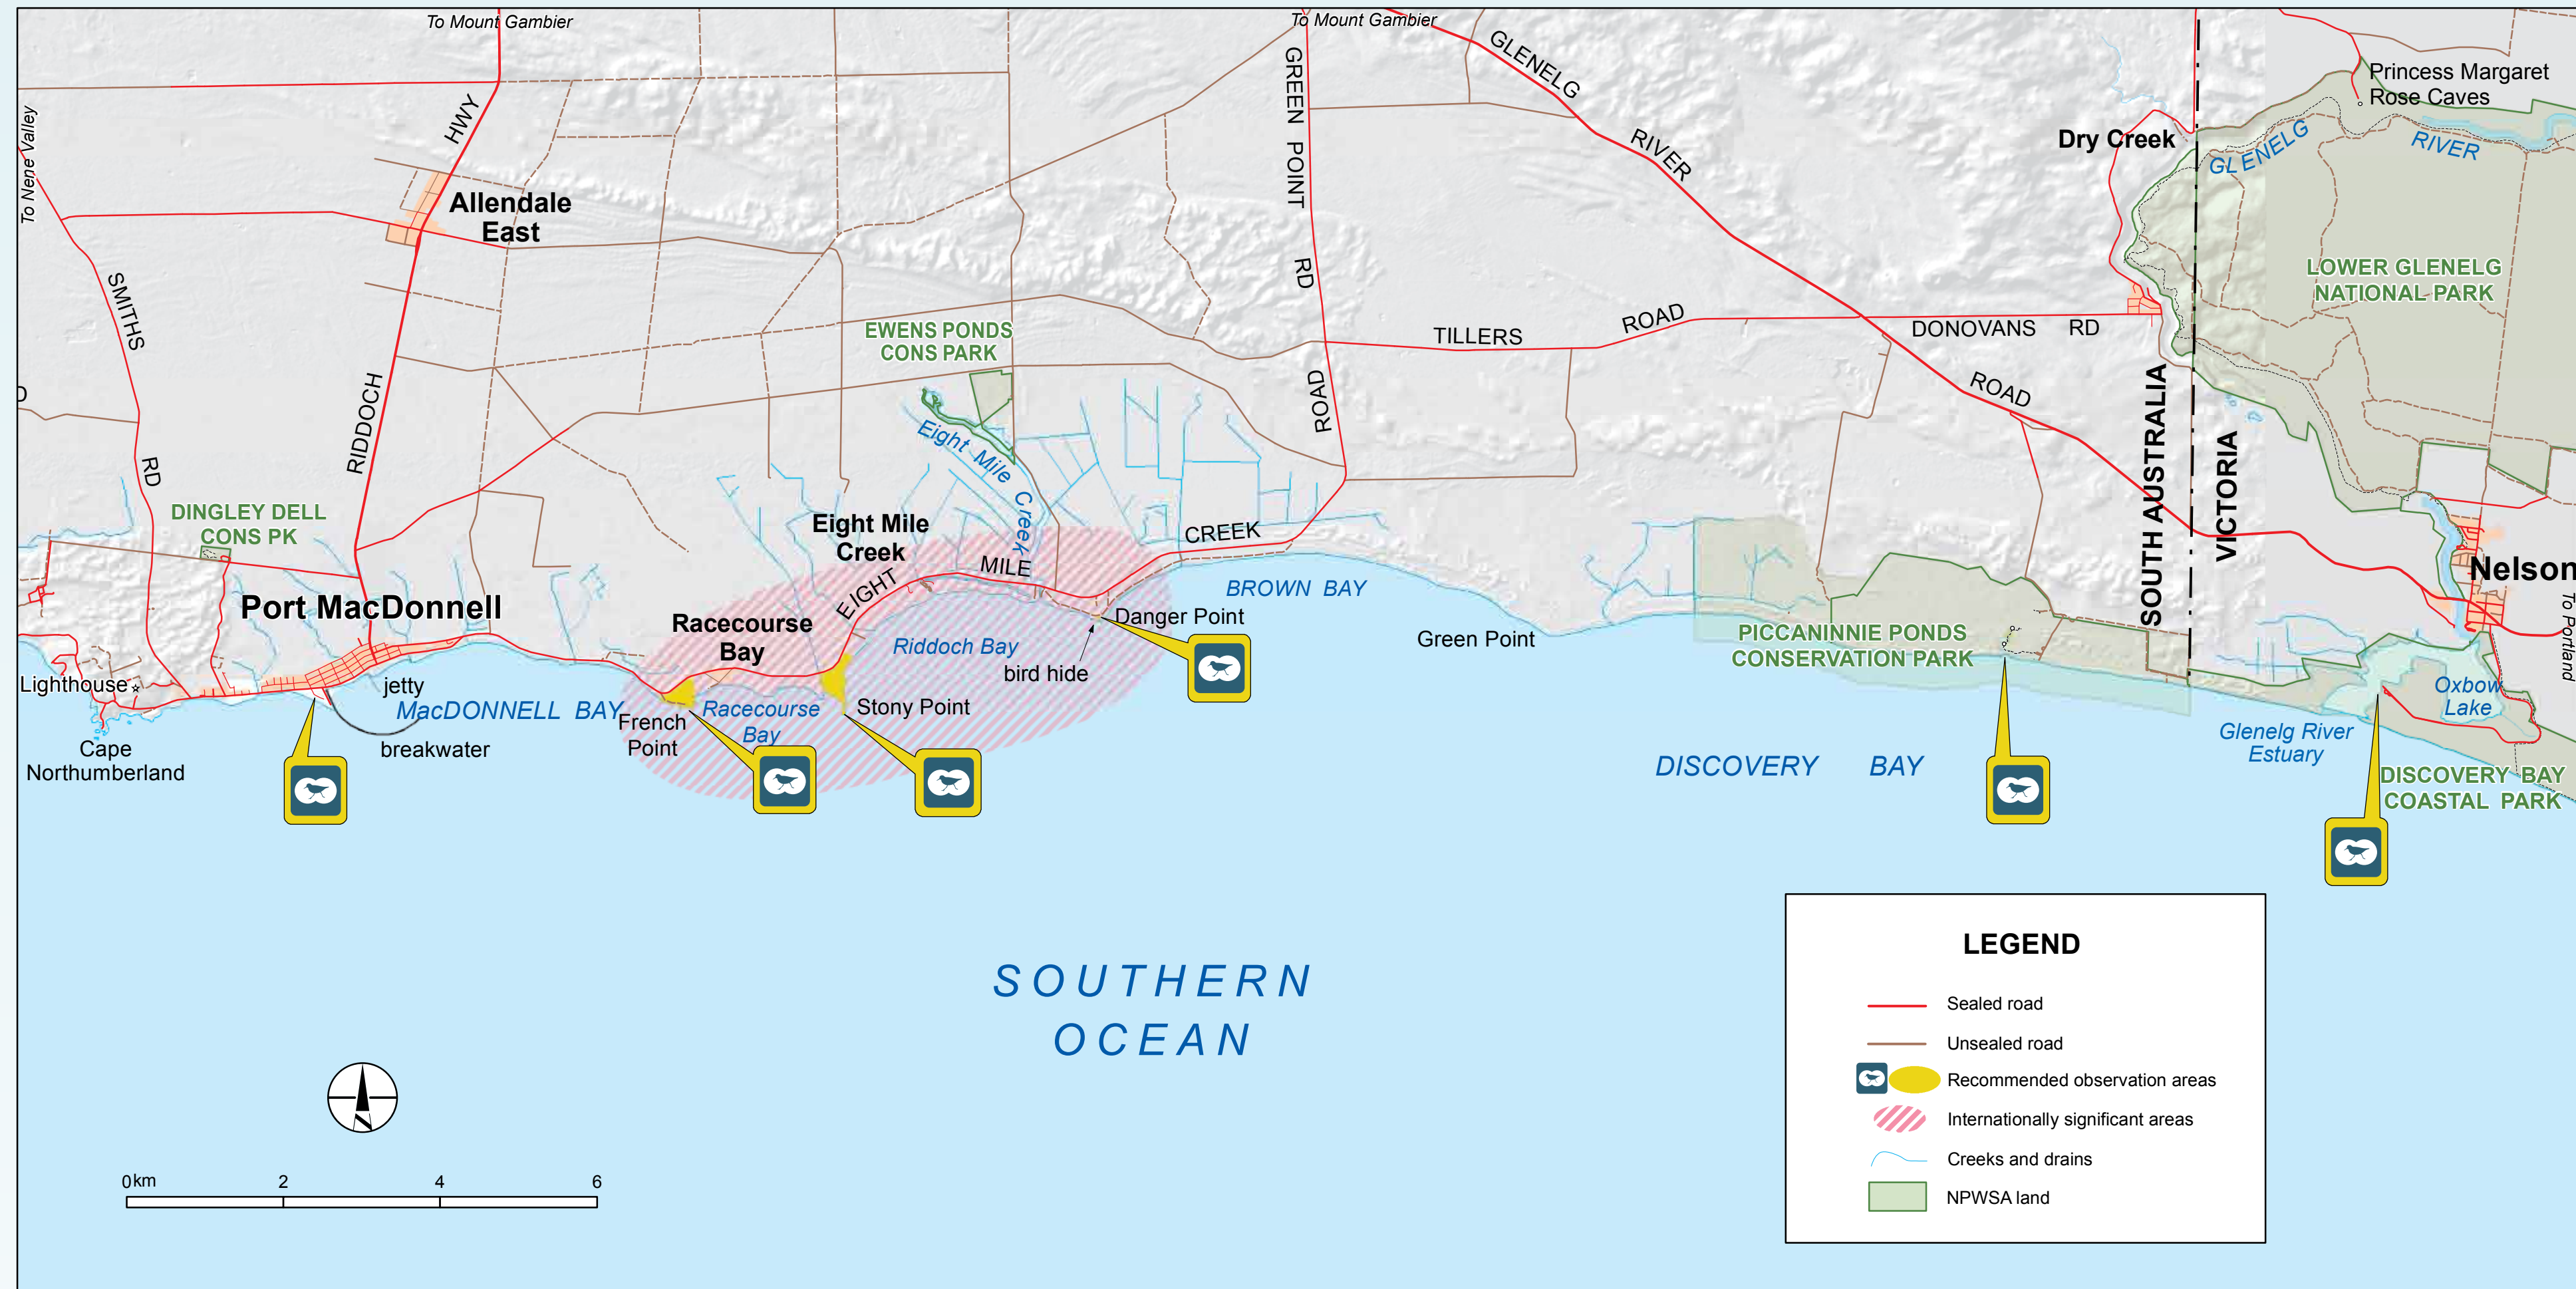 To Mount Gambier
To Mount Gambier
GLENELG
RIVER
ROAD
Princess Margaret
Rose Caves
Dry Creek
GLENELG RIVER
To Nene Valley
HWY
GREEN POINT RD
ROAD
Allendale
East
LOWER GLENELG
NATIONAL PARK
SMITHS
RD
EWENS PONDS
CONS PARK
TILLERS ROAD
DONOVANS RD
RIDDOCH
SOUTH AUSTRALIA
VICTORIA
Eight Mile Creek
DINGLEY DELL
CONS PK
Eight Mile
Creek
EIGHT MILE CREEK
Nelson
To Portland
Port MacDonnell
Racecourse
Bay
Riddoch Bay
BROWN BAY
Danger Point
bird hide
Green Point
PICCANINNIE PONDS
CONSERVATION PARK
Lighthouse
jetty
MacDONNELL BAY
breakwater
French
Point
Racecourse
Bay
Stony Point
Oxbow
Lake
Glenelg River
Estuary
Cape
Northumberland
DISCOVERY BAY
DISCOVERY BAY
COASTAL PARK
SOUTHERN
OCEAN
N
0km 2 4 6
LEGEND
Sealed road
Unsealed road
Recommended observation areas
Internationally significant areas
Creeks and drains
NPWSA land